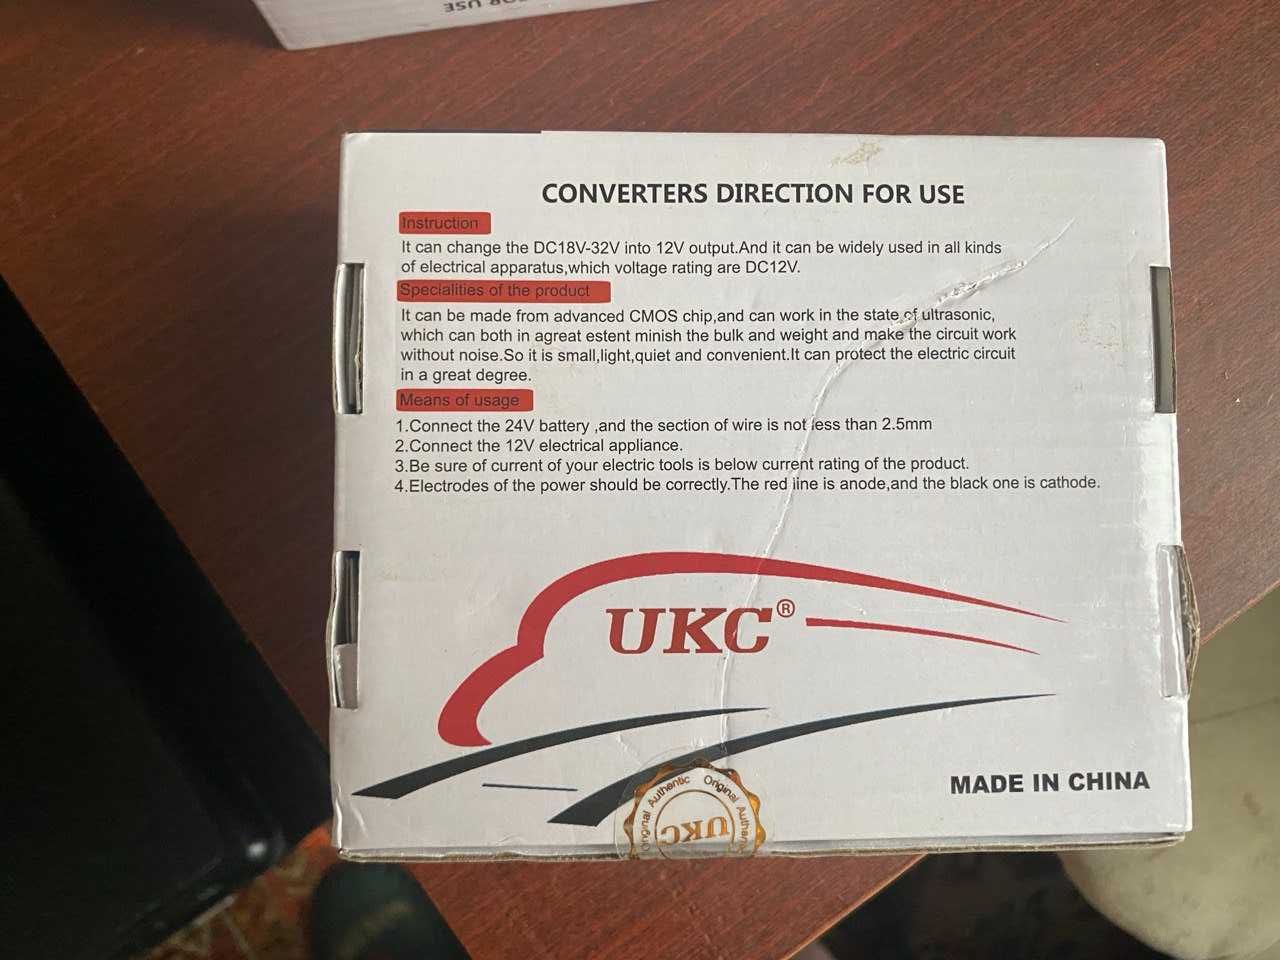 OR USE
CONVERTERS DIRECTION FOR USE
Instruction
It can change the DC18V-32V into 12V output.And it can be widely used in all kinds
of electrical apparatus,which voltage rating are DC12V.
Specialities of the product
It can be made from advanced CMOS chip,and can work in the state of ultrasonic,
which can both in agreat estent minish the bulk and weight and make the circuit work
without noise.So it is small,light,quiet and convenient.It can protect the electric circuit
in a great degree.
Means of usage
1.Connect the 24V battery ,and the section of wire is not less than 2.5mm
2.Connect the 12V electrical appliance.
3.Be sure of current of your electric tools is below current rating of the product.
4.Electrodes of the power should be correctly.The red line is anode,and the black one is cathode.
UKC®
MADE IN CHINA
Original Authentic Original
UKC